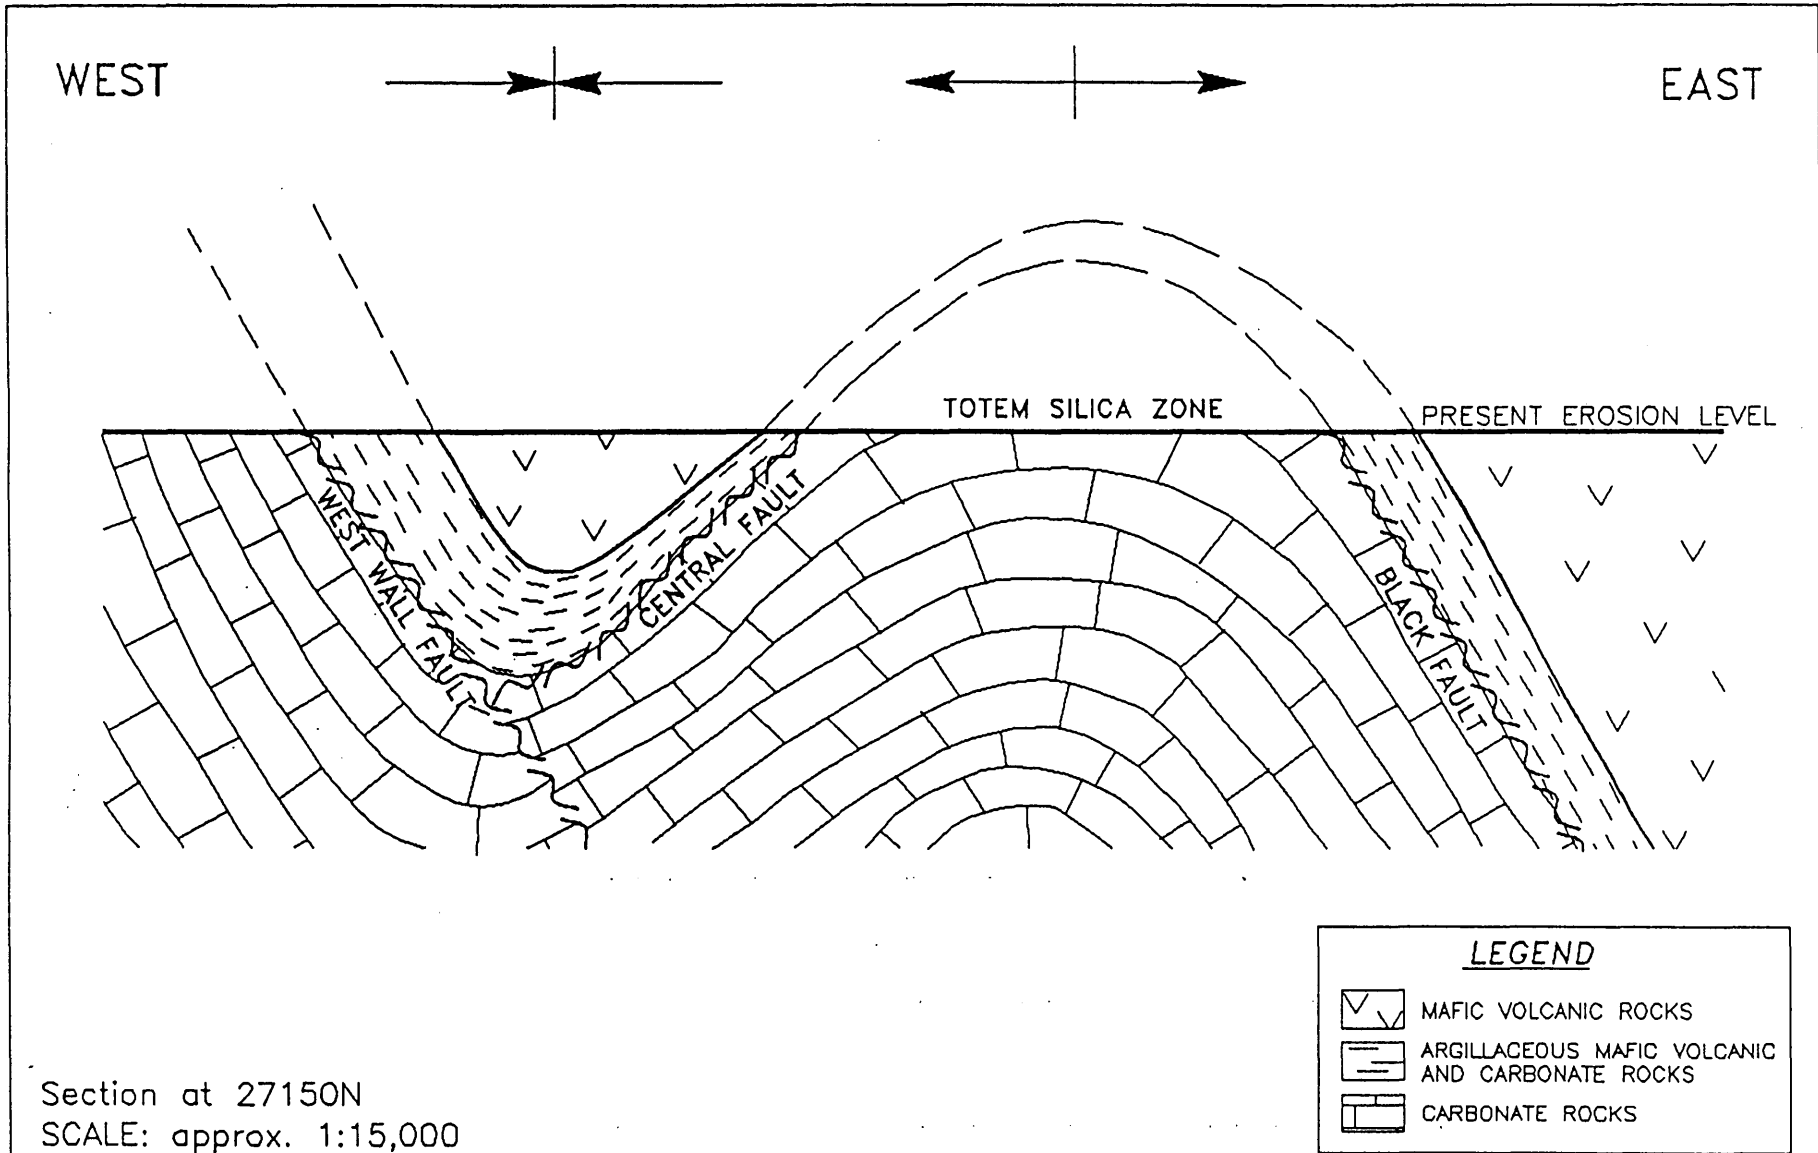 WEST
EAST
TOTEM SILICA ZONE
PRESENT EROSION LEVEL
WEST WALL FAULT
CENTRAL FAULT
BLACK FAULT
LEGEND
MAFIC VOLCANIC ROCKS
ARGILLACEOUS MAFIC VOLCANIC
AND CARBONATE ROCKS
CARBONATE ROCKS
Section at 27150N
SCALE: approx. 1:15,000